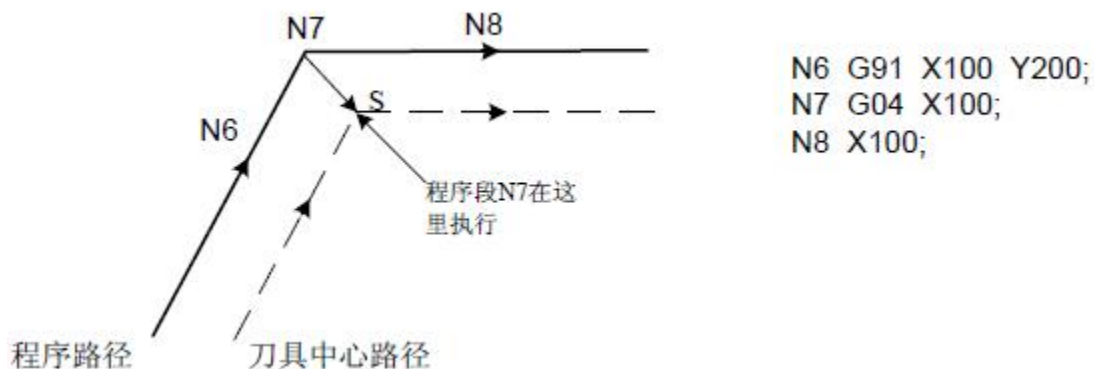 N7
N8
N6 G91 X100 Y200;
N7 G04 X100;
N8 X100;
S
N6
程序段N7在这
里执行
程序路径
刀具中心路径